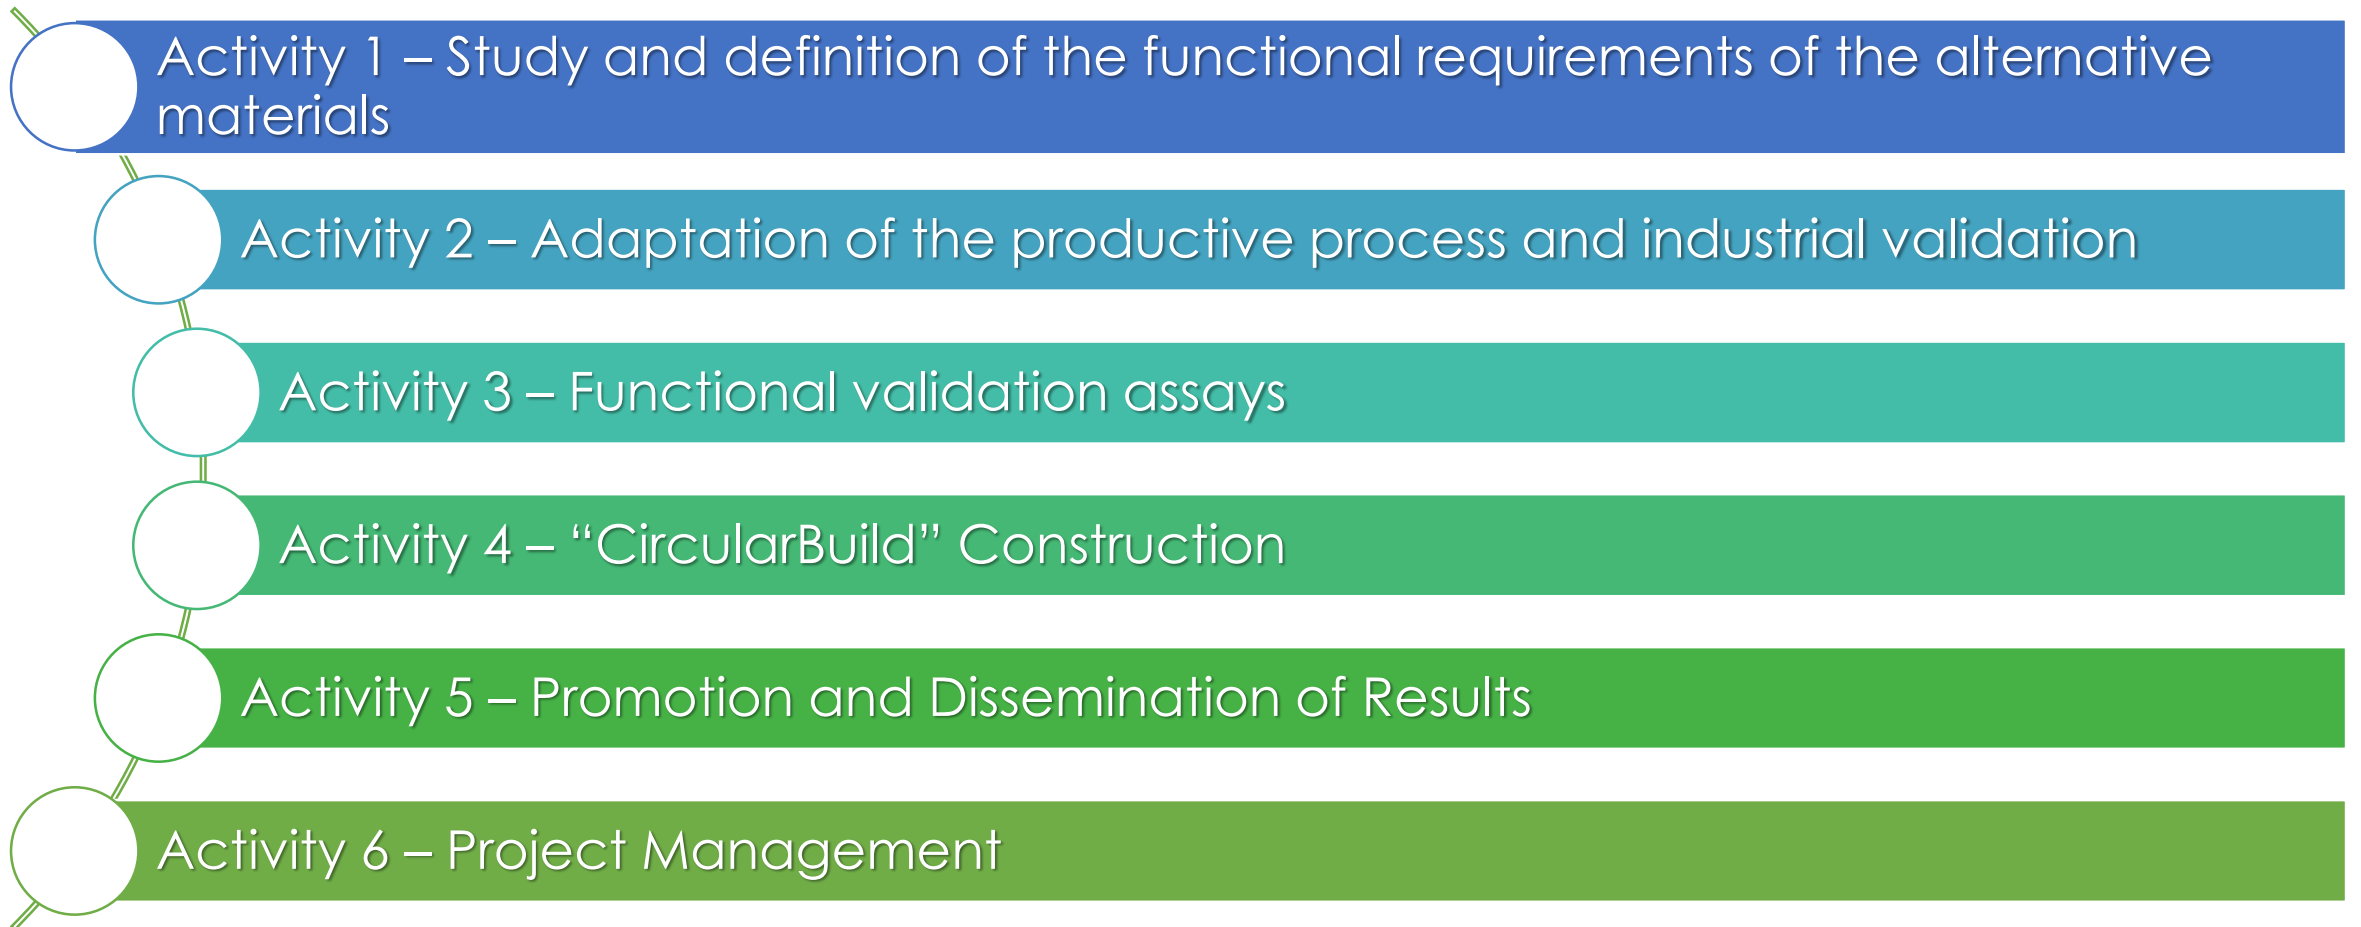 Activity 1 – Study and definition of the functional requirements of the alternative
materials
Activity 2 – Adaptation of the productive process and industrial validation
Activity 3 – Functional validation assays
Activity 4 – “CircularBuild” Construction
Activity 5 – Promotion and Dissemination of Results
Activity 6 – Project Management